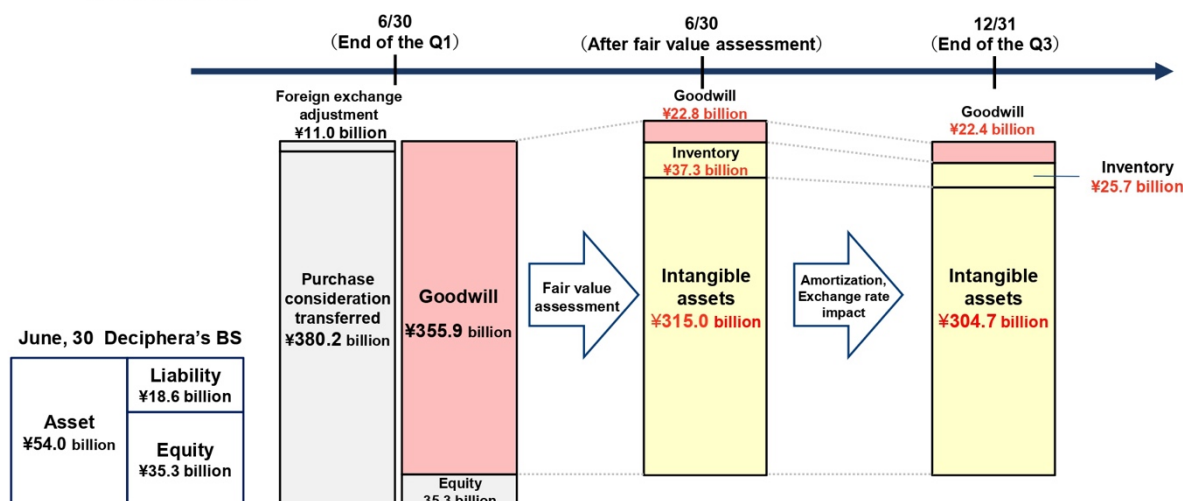 6/30
(End of the Q1)
6/30
(After fair value assessment)
12/31
(End of the Q3)
Foreign exchange
adjustment
¥11.0 billion
Goodwill
¥22.8 billion
Goodwill
¥22.4 billion
Inventory
¥37.3 billion
Inventory
¥25.7 billion
Purchase
consideration
transferred
¥380.2 billion
Goodwill
¥355.9 billion
Fair value
assessment
Intangible
assets
¥315.0 billion
Amortization,
Exchange rate
impact
Intangible
assets
¥304.7 billion
June, 30 Deciphera's BS
Asset
¥54.0 billion
Liability
¥18.6 billion
Equity
¥35.3 billion
Equity
35.3 billion